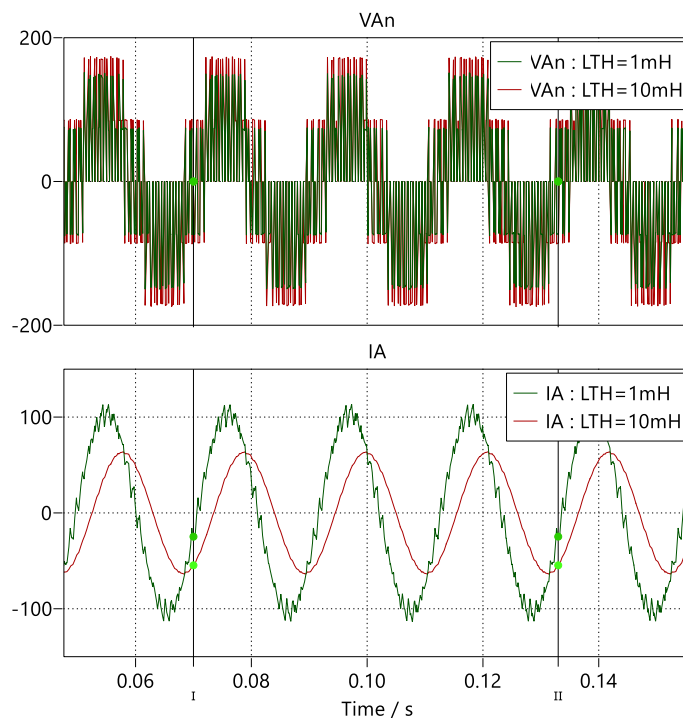 VAn
200
0
-200
VAn : LTH=1mH
VAn : LTH=10mH
IA
100
0
-100
IA : LTH=1mH
IA : LTH=10mH
0.06 0.08 0.10 0.12 0.14
I II
Time / s